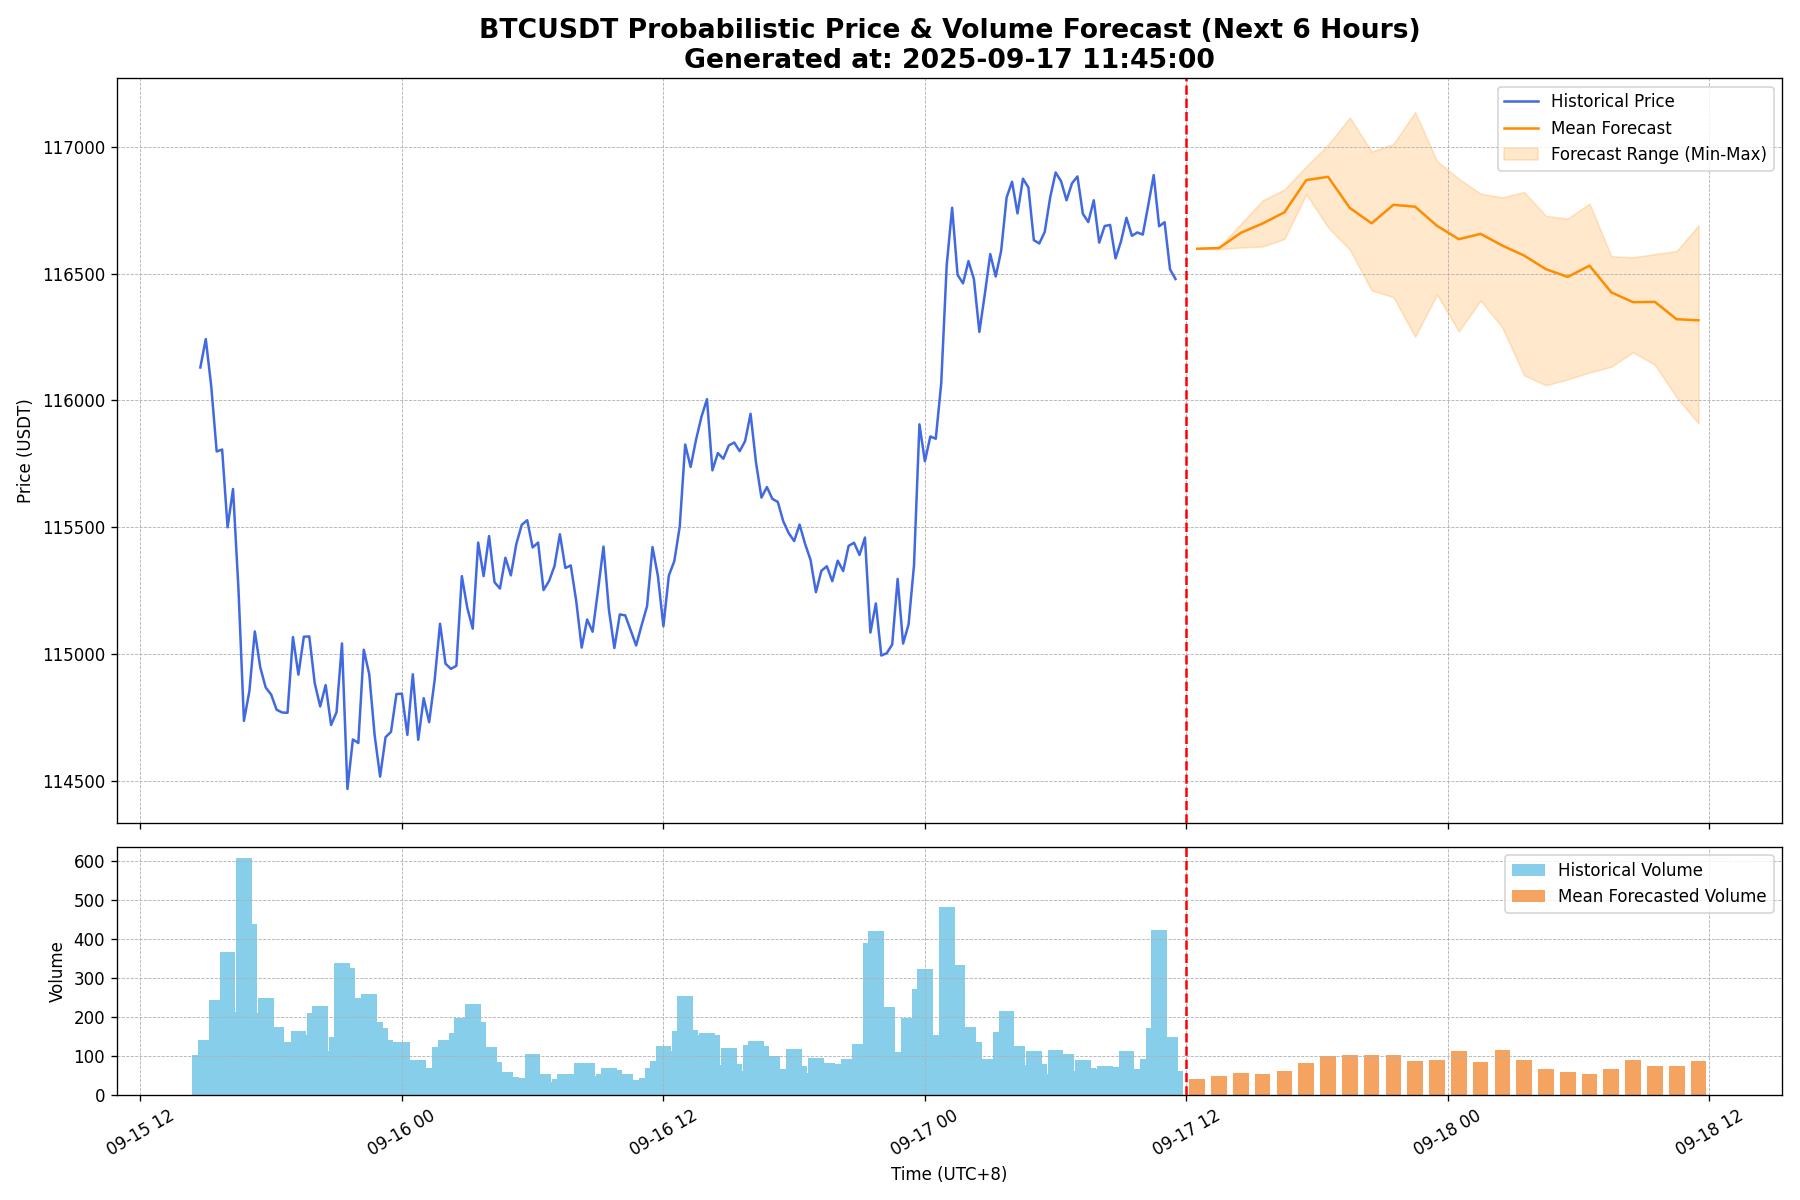 BTCUSDT Probabilistic Price & Volume Forecast (Next 6 Hours)
Generated at: 2025-09-17 11:45:00
Historical Price
Mean Forecast
Forecast Range (Min-Max)
117000
116500
116000
115500
115000
114500
Price (USDT)
Historical Volume
Mean Forecasted Volume
600
500
400
300
200
100
0
Volume
09-15 12
09-16 00
09-16 12
09-17 00
09-17 12
09-18 00
09-18 12
Time (UTC+8)